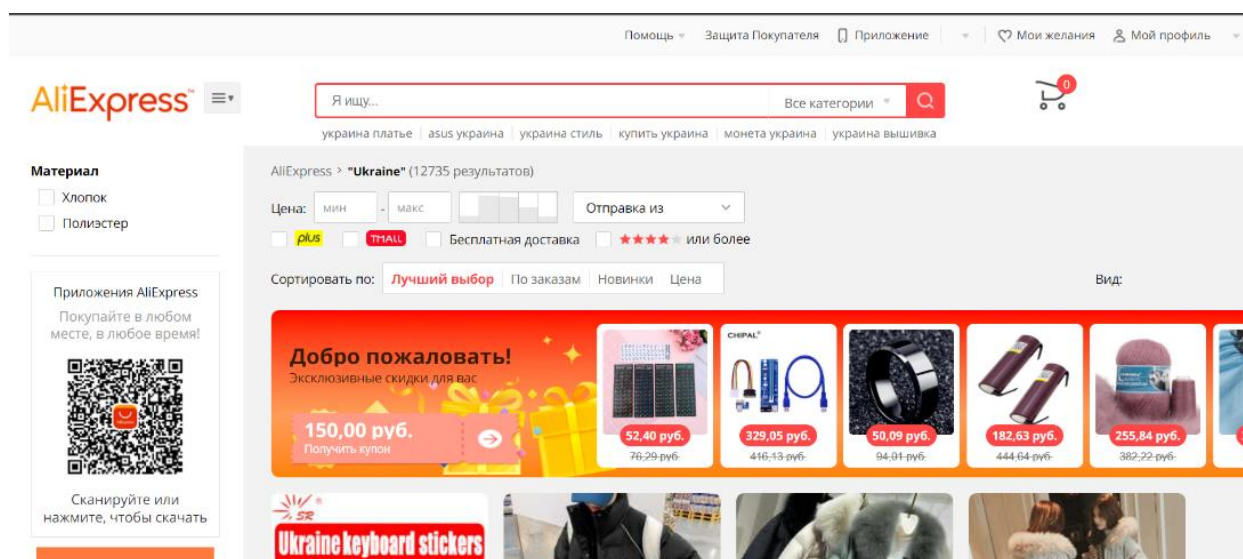 Помощь
Защита Покупателя
Приложение
Мои желания
Мой профиль
AliExpress™
Я ищу...
Все категории
0
украина платье
asus украина
украина стиль
купить украина
монета украина
украина вышивка
Материал
Хлопок
Полиэстер
AliExpress > "Ukraine" (12735 результатов)
Цена: мин - макс
Отправка из
plus
TMALL
Бесплатная доставка
или более
Сортировать по: Лучший выбор По заказам Новинки Цена
Вид:
Приложения AliExpress
Покупайте в любом
месте, в любое время!
Сканируйте или
нажмите, чтобы скачать
Добро пожаловать!
Эксклюзивные скидки для вас
150,00 руб.
Получить купон
52,40 руб.
76,29 руб.
CHIPAL®
329,05 руб.
416,13 руб.
50,09 руб.
94,01 руб.
182,63 руб.
444,64 руб.
255,84 руб.
382,22 руб.
SR
Ukraine keyboard stickers